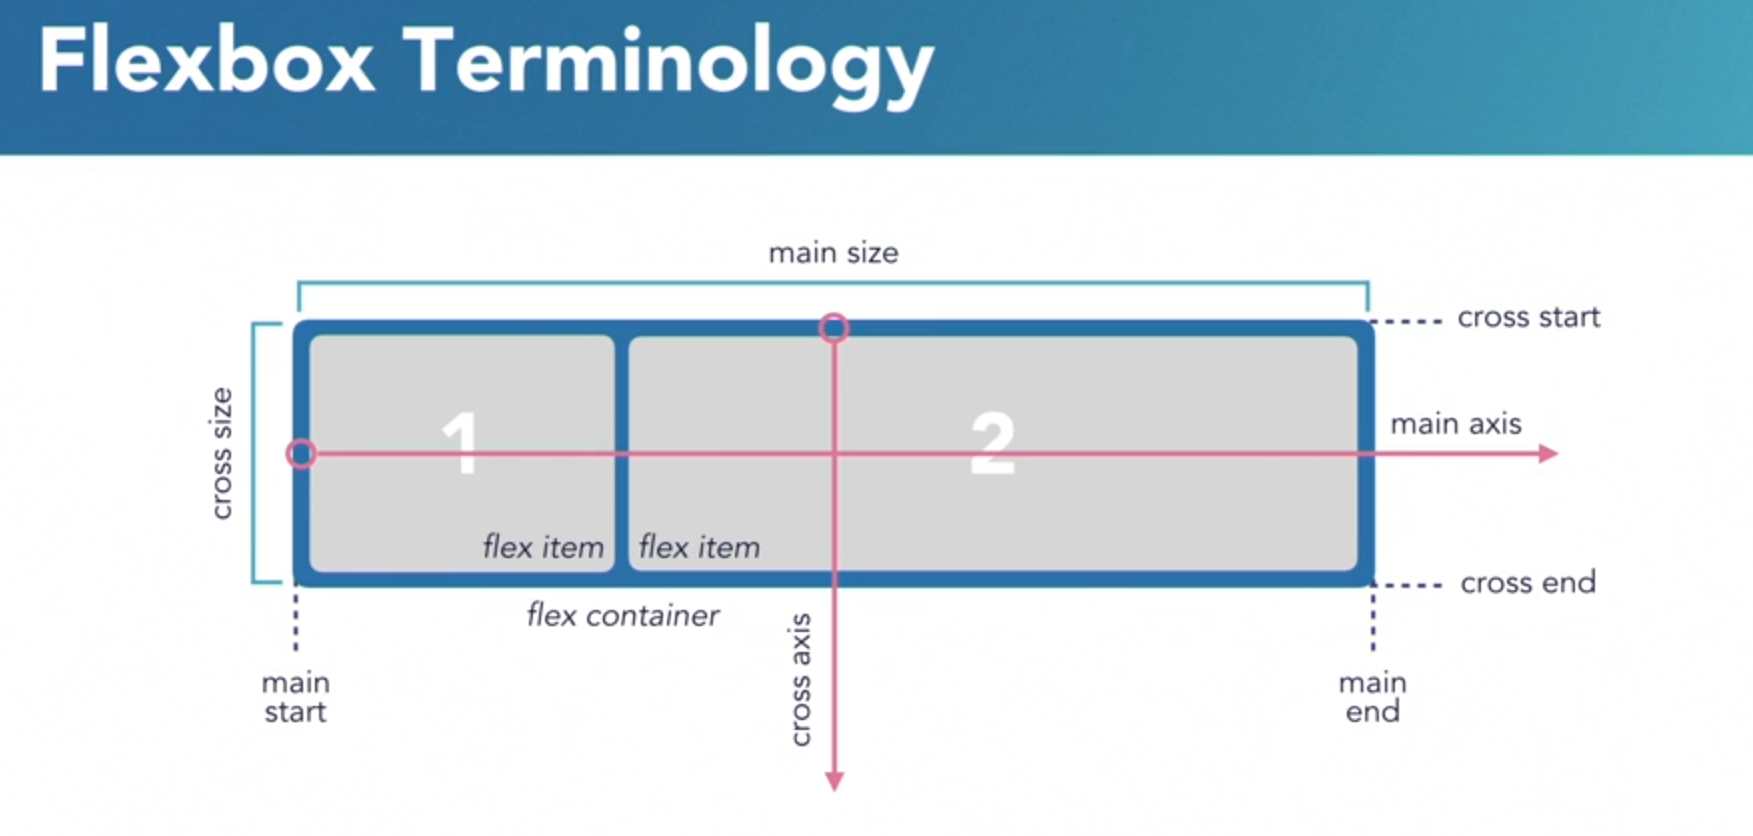 Flexbox Terminology
main size
cross start
cross size
1
2
main axis
flex item
flex item
cross end
flex container
cross axis
main
start
main
end